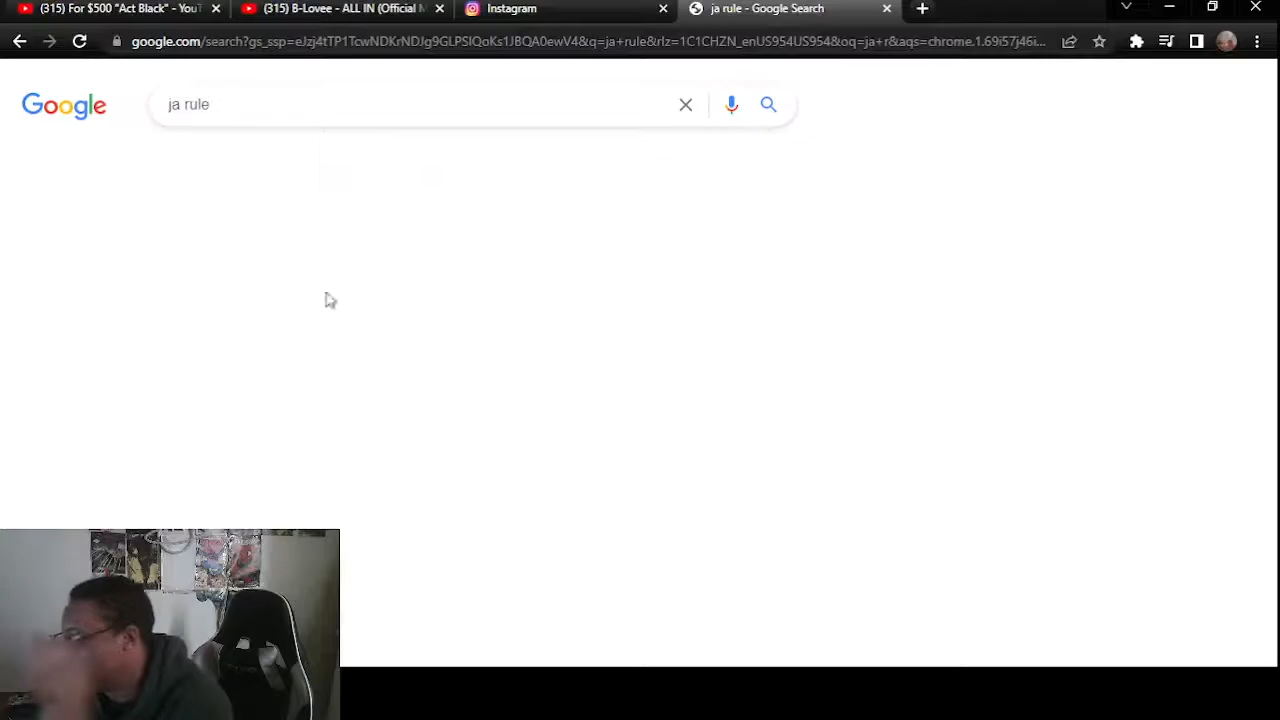 (315) For $500 "Act Black" - YouT
(315) B-Lovee - ALL IN (Official M
Instagram
ja rule - Google Search
google.com/search?gs_ssp=eJzj4tTP1TcwNDKrNDJg9GLPSlQoKs1JBQA0ewV4&q=ja+rule&rlz=1C1CHZN_enUS954US954&oq=ja+r&aqs=chrome.1.69i57j46i...
Google
ja rule